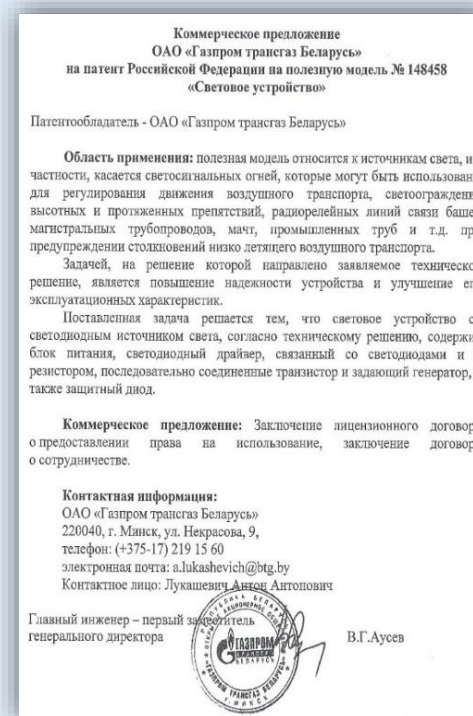 Коммерческое предложение
ОАО «Газпром трансгаз Беларусь»
на патент Российской Федерации на полезную модель № 148458
«Световое устройство»
Патентообладатель - ОАО «Газпром трансгаз Беларусь»
Область применения: полезная модель относится к источникам света, и
частности, касается светосигнальных огней, которые могут быть использован
для регулирования движения воздушного транспорта, светоограждени
высотных и протяженных препятствий, радиорелейных линий связи баше
магистральных трубопроводов, мачт, промышленных труб и т.д. пр
предупреждении столкновений низко летящего воздушного транспорта.
Задачей, на решение которой направлено заявляемое техническо
решение, является повышение надежности устройства и улучшение ег
эксплуатационных характеристик.
Поставленная задача решается тем, что световое устройство с
светодиодным источником света, согласно техническому решению, содержи
блок питания, светодиодный драйвер, связанный со светодиодами и
резистором, последовательно соединенные транзистор и задающий генератор,
также защитный диод.
Коммерческое предложение: Заключение лицензионного договор
о предоставлении права на использование, заключение договор
о сотрудничестве.
Контактная информация:
ОАО «Газпром трансгаз Беларусь»
220040, г. Минск, ул. Некрасова, 9,
телефон: (+375-17) 219 15 60
электронная почта: a.lukashevich@btg.by
Контактное лицо: Лукашевич Антон Антонович
Главный инженер – первый заместитель
генерального директора В.Г.Аусев
ГАЗПРОМ
ТРАНСГАЗ
БЕЛАРУСЬ
"ГАЗПРОМ ТРАНСГАЗ БЕЛАРУСЬ"
г. МИНСК